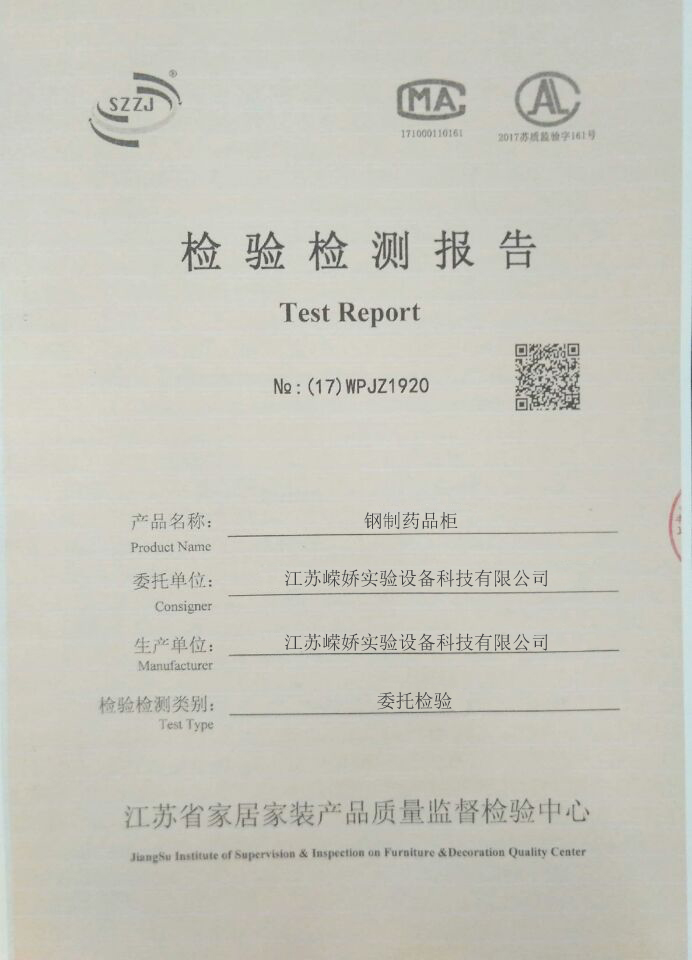 SZZJ ®
MA
AL
171000110161
2017苏质监验字161号
检验检测报告
Test Report
№:(17)WPJZ1920
产品名称: 钢制药品柜
Product Name
委托单位: 江苏嵘娇实验设备科技有限公司
Consigner
生产单位: 江苏嵘娇实验设备科技有限公司
Manufacturer
检验检测类别: 委托检验
Test Type
江苏省家居家装产品质量监督检验中心
JiangSu Institute of Supervision & Inspection on Furniture &Decoration Quality Center